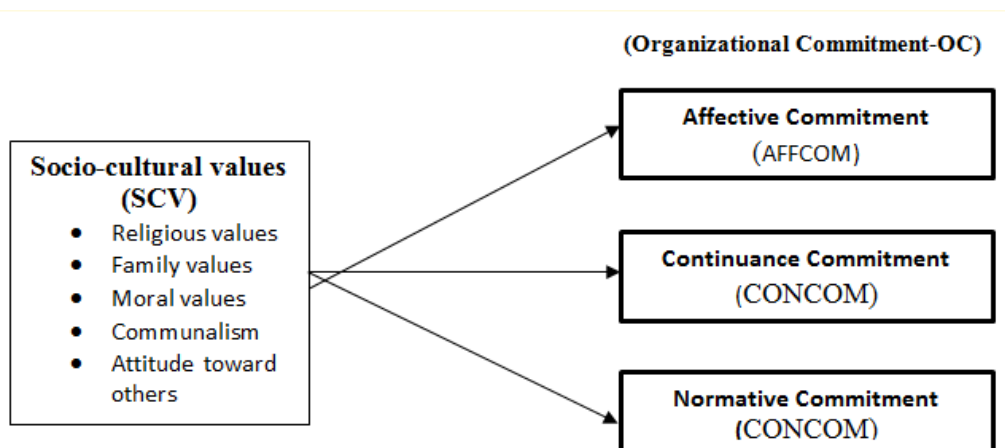 (Organizational Commitment-OC)
Affective Commitment
(AFFCOM)
Socio-cultural values
(SCV)
• Religious values
• Family values
• Moral values
• Communalism
• Attitude toward
others
Continuance Commitment
(CONCOM)
Normative Commitment
(CONCOM)